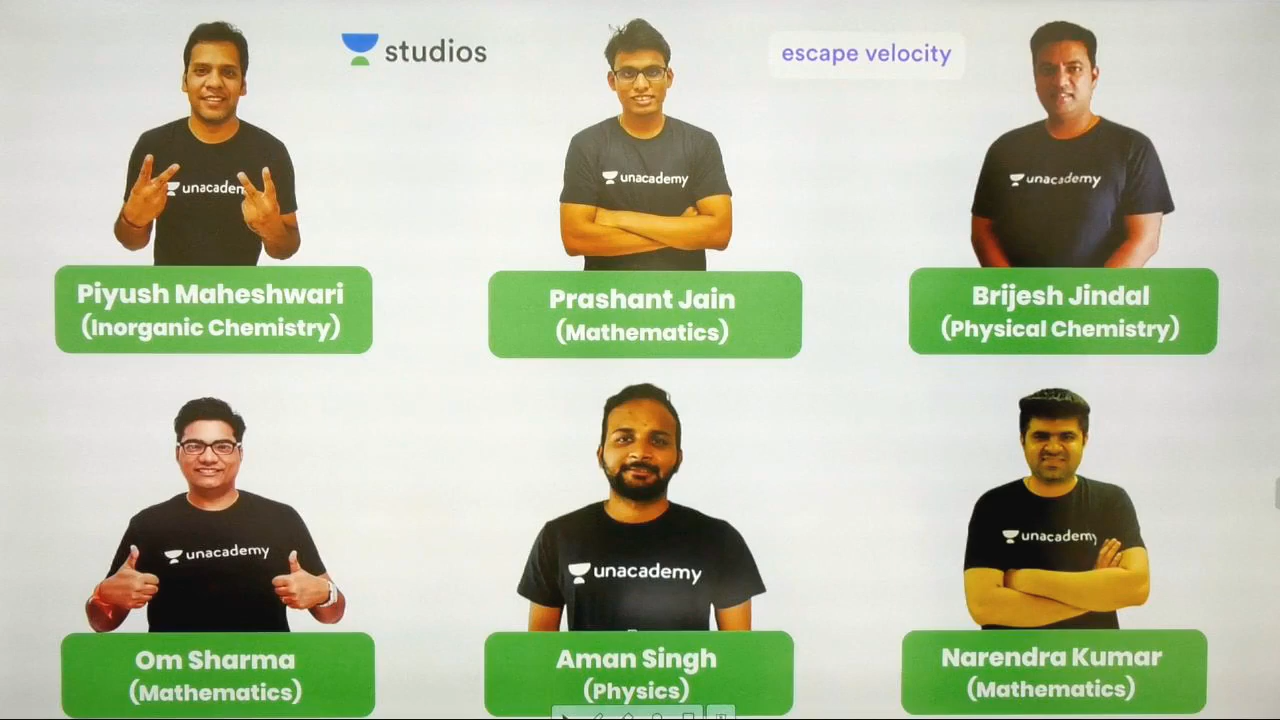 studios
escape velocity
unacadem
unacademy
unacademy
Piyush Maheshwari
(Inorganic Chemistry)
Prashant Jain
(Mathematics)
Brijesh Jindal
(Physical Chemistry)
unacademy
unacademy
unacademy
Om Sharma
(Mathematics)
Aman Singh
(Physics)
Narendra Kumar
(Mathematics)